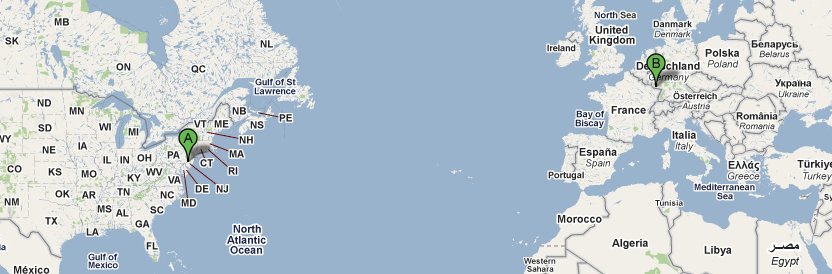 MB
SK
ON
QC
NL
Gulf of St
Lawrence
NB
PE
NS
ND
MN
SD
WI
MI
VT
ME
NH
MA
RI
CT
NJ
DE
MD
A
PA
WY
NE
IA
IL
IN
OH
WV
VA
CO
KS
MO
KY
NC
TN
OK
AR
SC
NM
MS
AL
GA
TX
LA
FL
Gulf of
Mexico
México
North
Atlantic
Ocean
North Sea
Danmark
Denmark
United
Kingdom
Ireland
B
Deutschland
Germany
Polska
Poland
Беларусь
Belarus
Україна
Ukraine
Österreich
Austria
France
Bay of
Biscay
România
Romania
Italia
Italy
España
Spain
Portugal
Ελλάς
Greece
Türkiye
Turkey
Mediterranean
Sea
Tunisia
Morocco
Algeria
Libya
مصر
Egypt
Western
Sahara